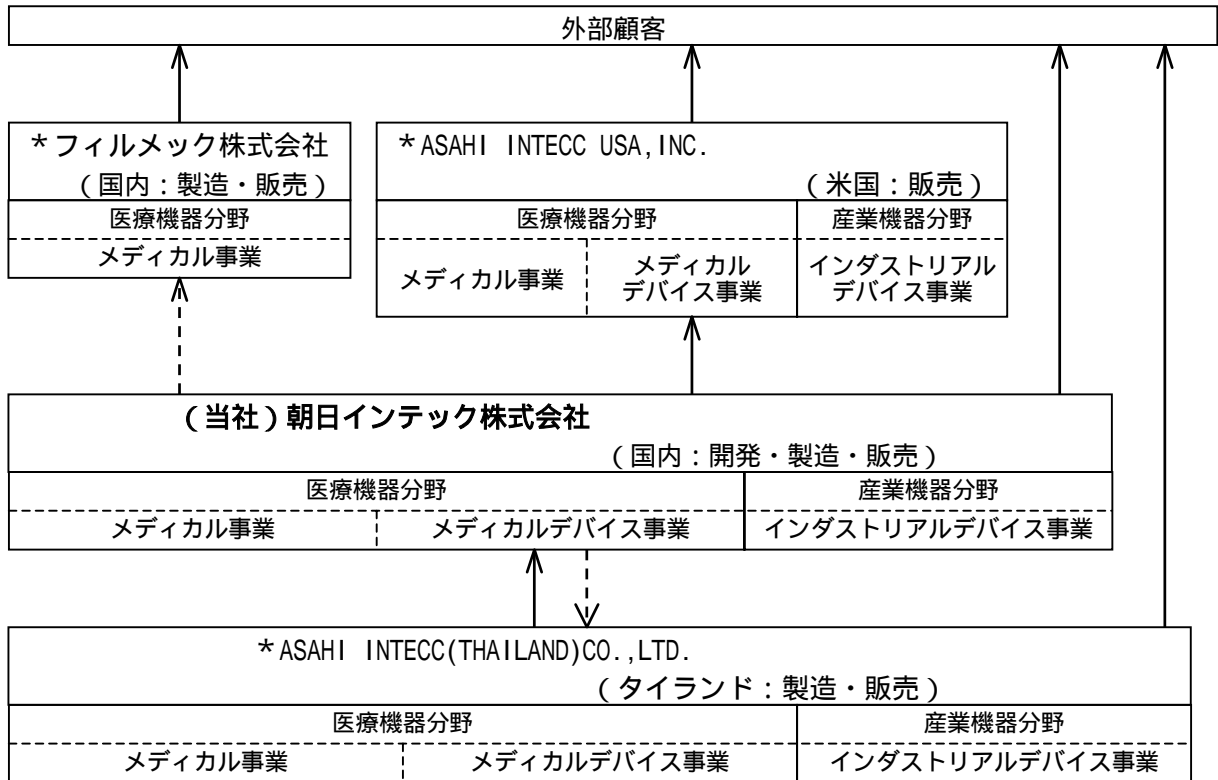 外部顧客
*フィルメック株式会社
(国内:製造・販売)
医療機器分野
メディカル事業
*ASAHI INTECC USA,INC.
(米国:販売)
医療機器分野
産業機器分野
メディカル事業
メディカル
デバイス事業
インダストリアル
デバイス事業
(当社)朝日インテック株式会社
(国内:開発・製造・販売)
医療機器分野
産業機器分野
メディカル事業
メディカルデバイス事業
インダストリアルデバイス事業
*ASAHI INTECC(THAILAND)CO.,LTD.
(タイランド:製造・販売)
医療機器分野
産業機器分野
メディカル事業
メディカルデバイス事業
インダストリアルデバイス事業